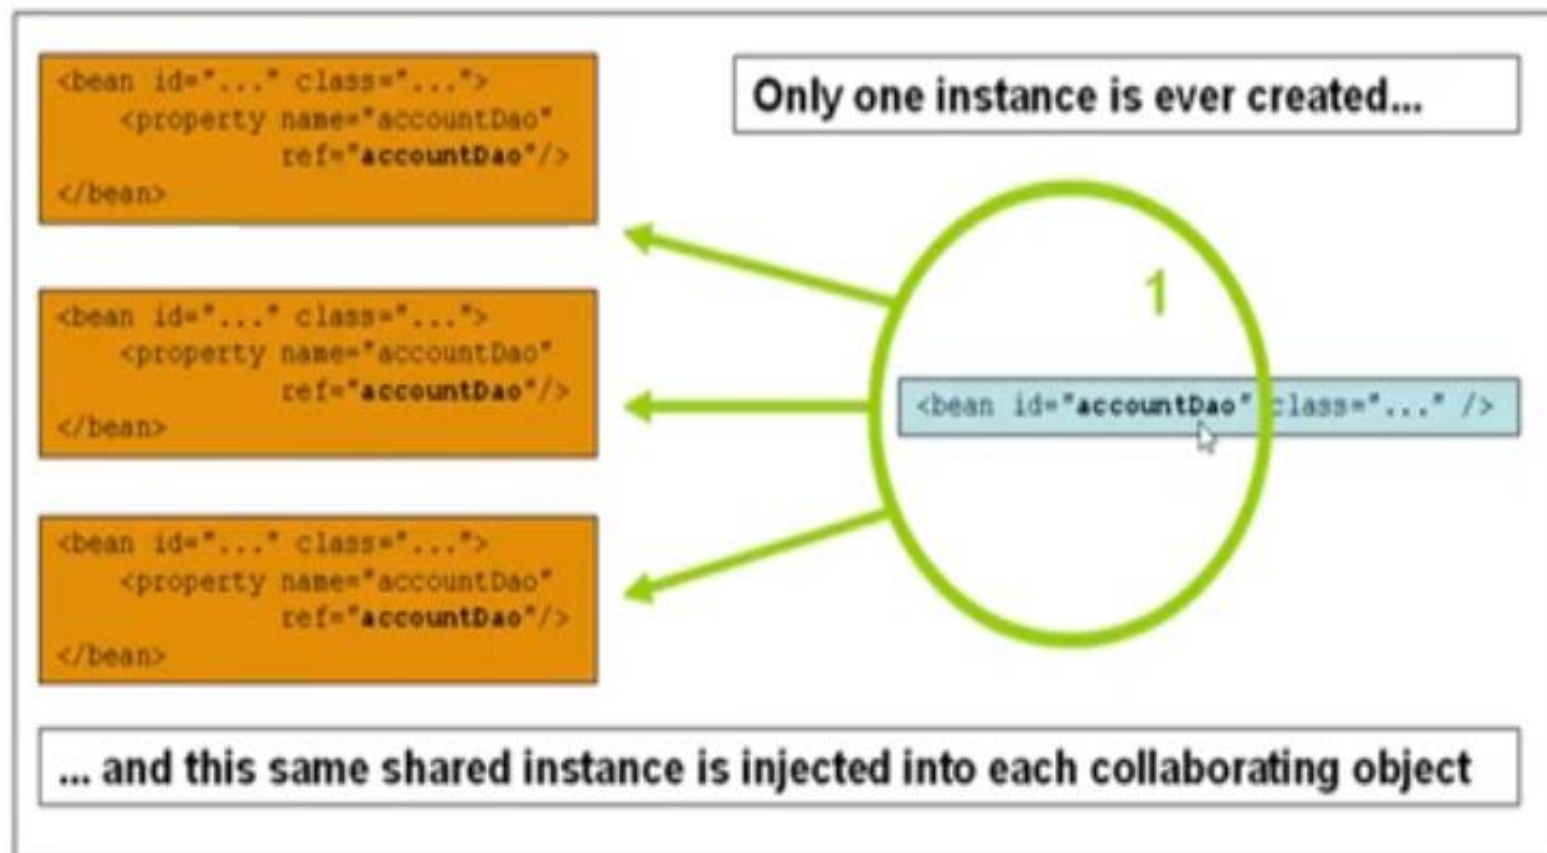 <bean id="..." class="...">
<property name="accountDao"
ref="accountDao"/>
</bean>
Only one instance is ever created...
<bean id="..." class="...">
<property name="accountDao"
ref="accountDao"/>
</bean>
1
<bean id="accountDao" class="..." />
<bean id="..." class="...">
<property name="accountDao"
ref="accountDao"/>
</bean>
... and this same shared instance is injected into each collaborating object